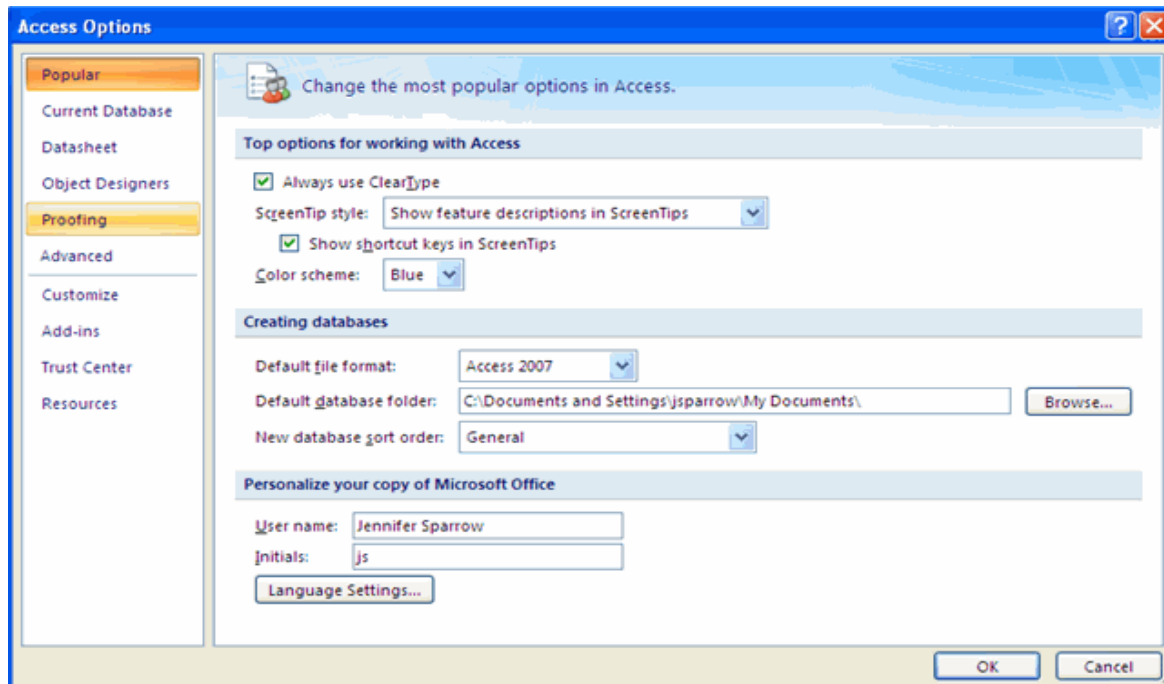 Access Options
Popular
Current Database
Datasheet
Object Designers
Proofing
Advanced
Customize
Add-ins
Trust Center
Resources
Change the most popular options in Access.
Top options for working with Access
Always use ClearType
ScreenTip style: Show feature descriptions in ScreenTips
Show shortcut keys in ScreenTips
Color scheme: Blue
Creating databases
Default file format: Access 2007
Default database folder: C:\Documents and Settings\jsparrow\My Documents\ Browse...
New database sort order: General
Personalize your copy of Microsoft Office
User name: Jennifer Sparrow
Initials: js
Language Settings...
OK Cancel